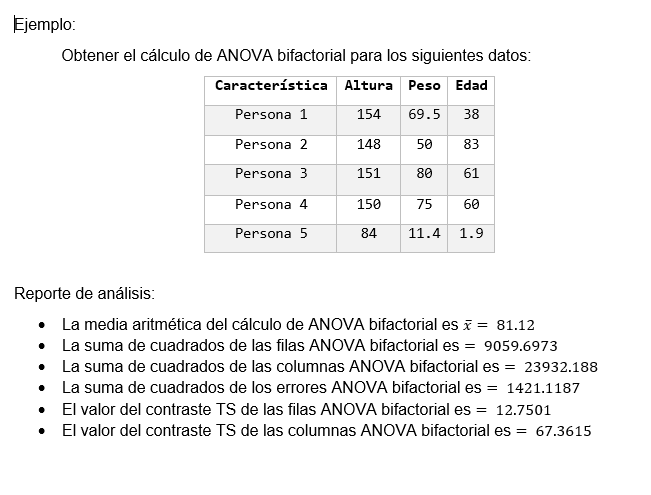 Ejemplo:
Obtener el cálculo de ANOVA bifactorial para los siguientes datos:
Característica Altura Peso Edad
Persona 1 154 69.5 38
Persona 2 148 50 83
Persona 3 151 80 61
Persona 4 150 75 60
Persona 5 84 11.4 1.9
Reporte de análisis:
• La media aritmética del cálculo de ANOVA bifactorial es x̄ = 81.12
• La suma de cuadrados de las filas ANOVA bifactorial es = 9059.6973
• La suma de cuadrados de las columnas ANOVA bifactorial es = 23932.188
• La suma de cuadrados de los errores ANOVA bifactorial es = 1421.1187
• El valor del contraste TS de las filas ANOVA bifactorial es = 12.7501
• El valor del contraste TS de las columnas ANOVA bifactorial es = 67.3615